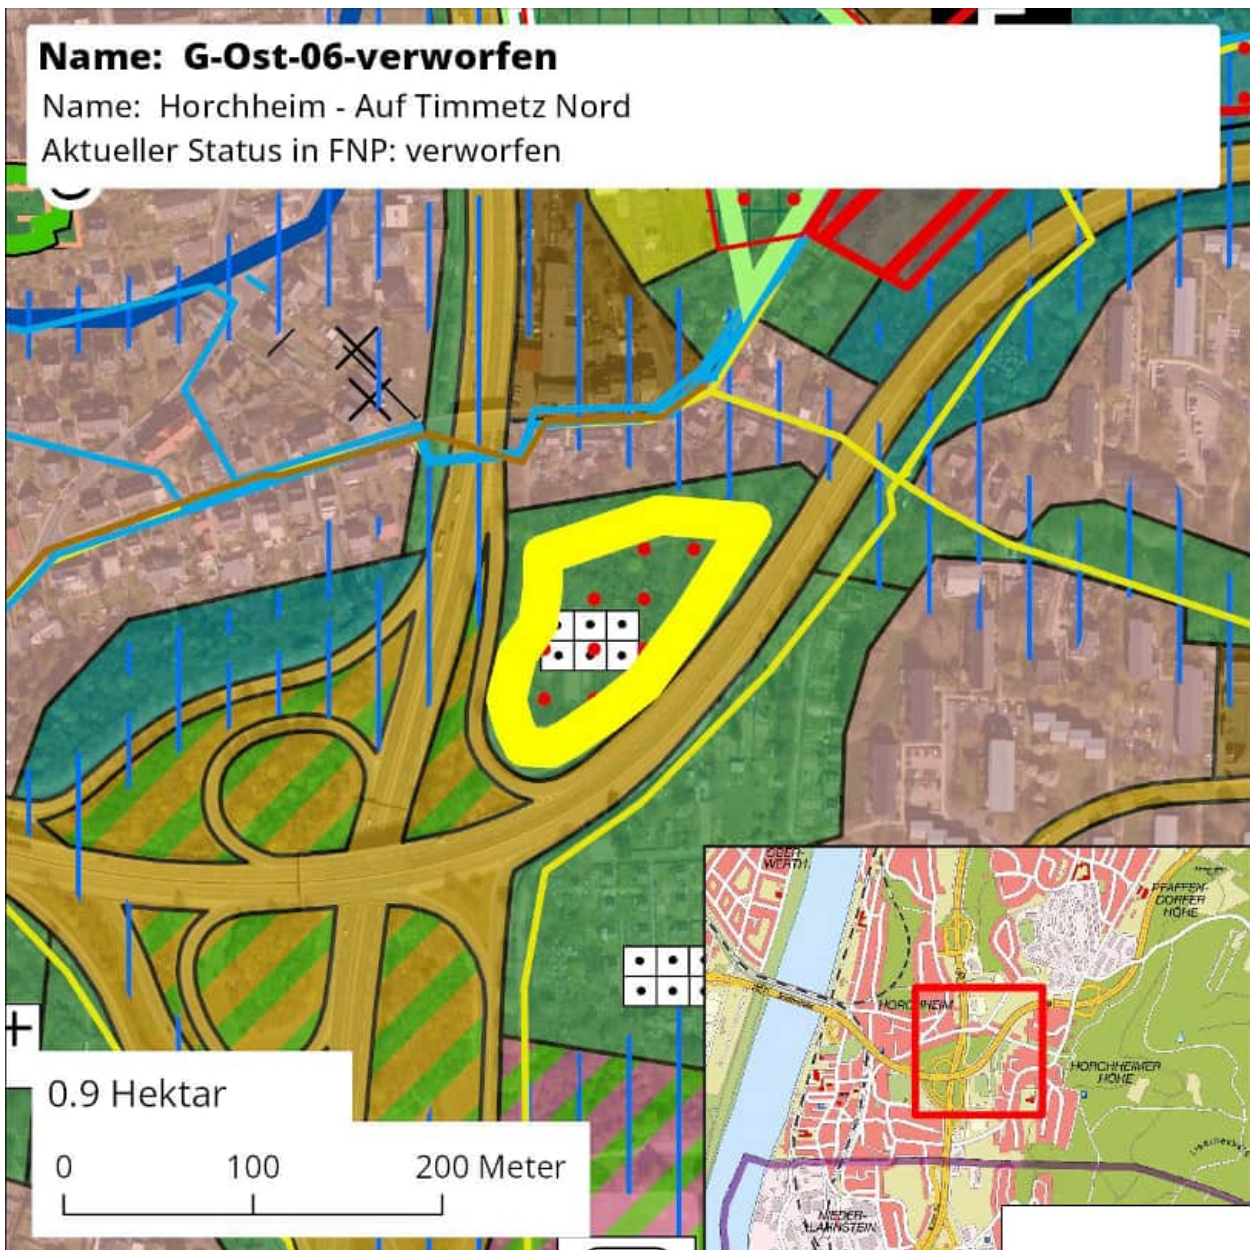 Name: G-Ost-06-verworfen
Name: Horchheim - Auf Timmetz Nord
Aktueller Status in FNP: verworfen
OBER-
WERTH
PFAFFEN-
DORFER
HÖHE
HORCHHEIM
HORCHHEIMER
HÖHE
NIEDER-
LAHNSTEIN
0.9 Hektar
0 100 200 Meter